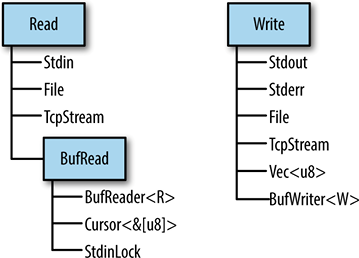 Read
Stdin
File
TcpStream
BufRead
BufReader<R>
Cursor<&[u8]>
StdinLock
Write
Stdout
Stderr
File
TcpStream
Vec<u8>
BufWriter<W>